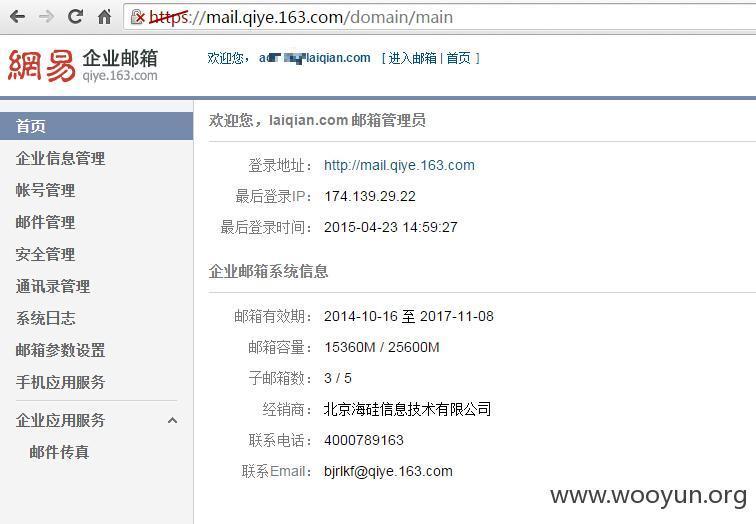 https://mail.qiye.163.com/domain/main
網易 企业邮箱
qiye.163.com
欢迎您， laiqian.com [ 进入邮箱 | 首页 ]
首页
企业信息管理
帐号管理
邮件管理
安全管理
通讯录管理
系统日志
邮箱参数设置
手机应用服务
企业应用服务
邮件传真
欢迎您，laiqian.com 邮箱管理员
登录地址： http://mail.qiye.163.com
最后登录IP： 174.139.29.22
最后登录时间： 2015-04-23 14:59:27
企业邮箱系统信息
邮箱有效期： 2014-10-16 至 2017-11-08
邮箱容量： 15360M / 25600M
子邮箱数： 3 / 5
经销商： 北京海硅信息技术有限公司
联系电话： 4000789163
联系Email： bjrlkf@qiye.163.com
www.wooyun.org